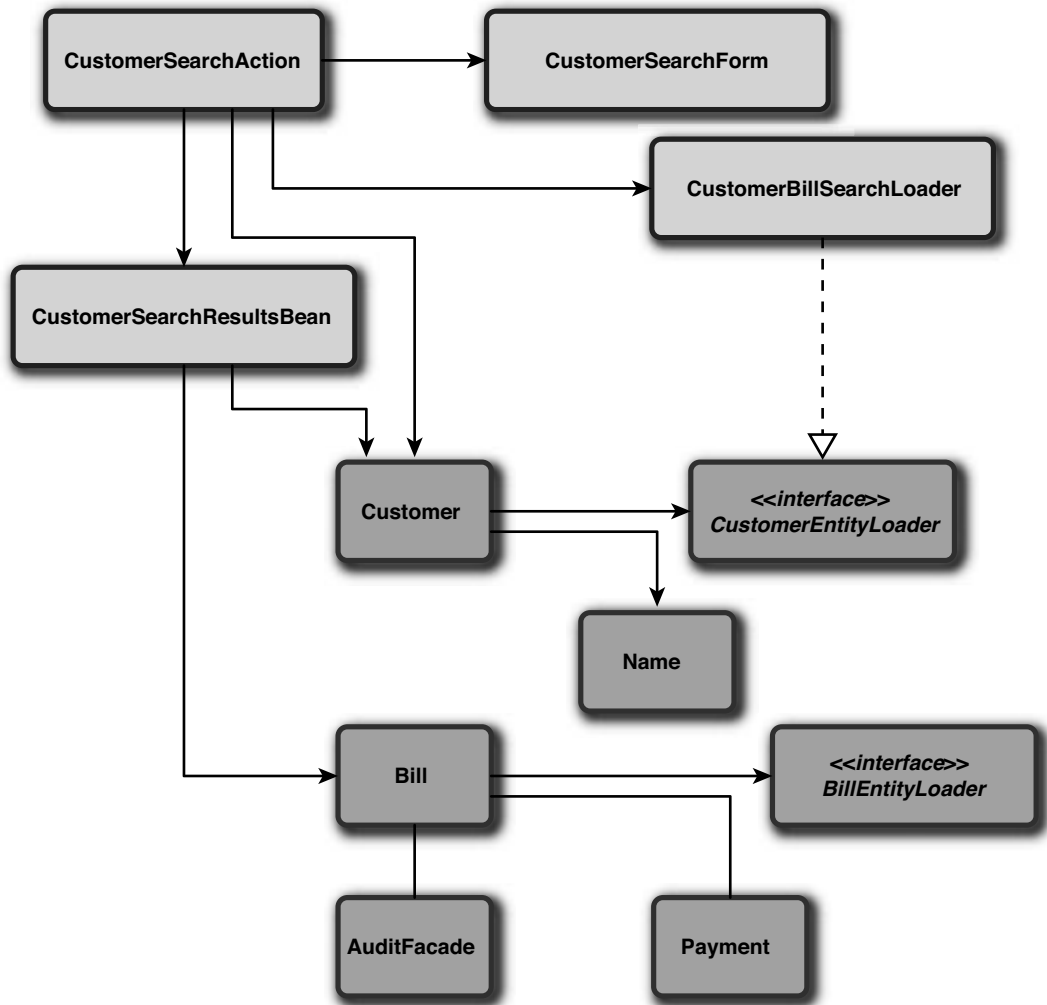 CustomerSearchAction
CustomerSearchForm
CustomerBillSearchLoader
CustomerSearchResultsBean
Customer
<<interface>>
CustomerEntityLoader
Name
Bill
<<interface>>
BillEntityLoader
AuditFacade
Payment